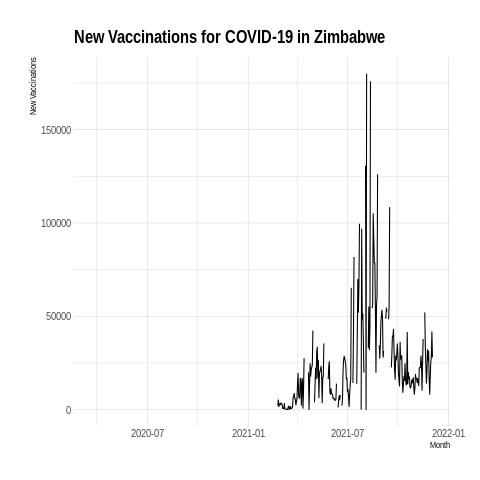 New Vaccinations for COVID-19 in Zimbabwe
New Vaccinations
150000
100000
50000
0
2020-07 2021-01 2021-07 2022-01
Month